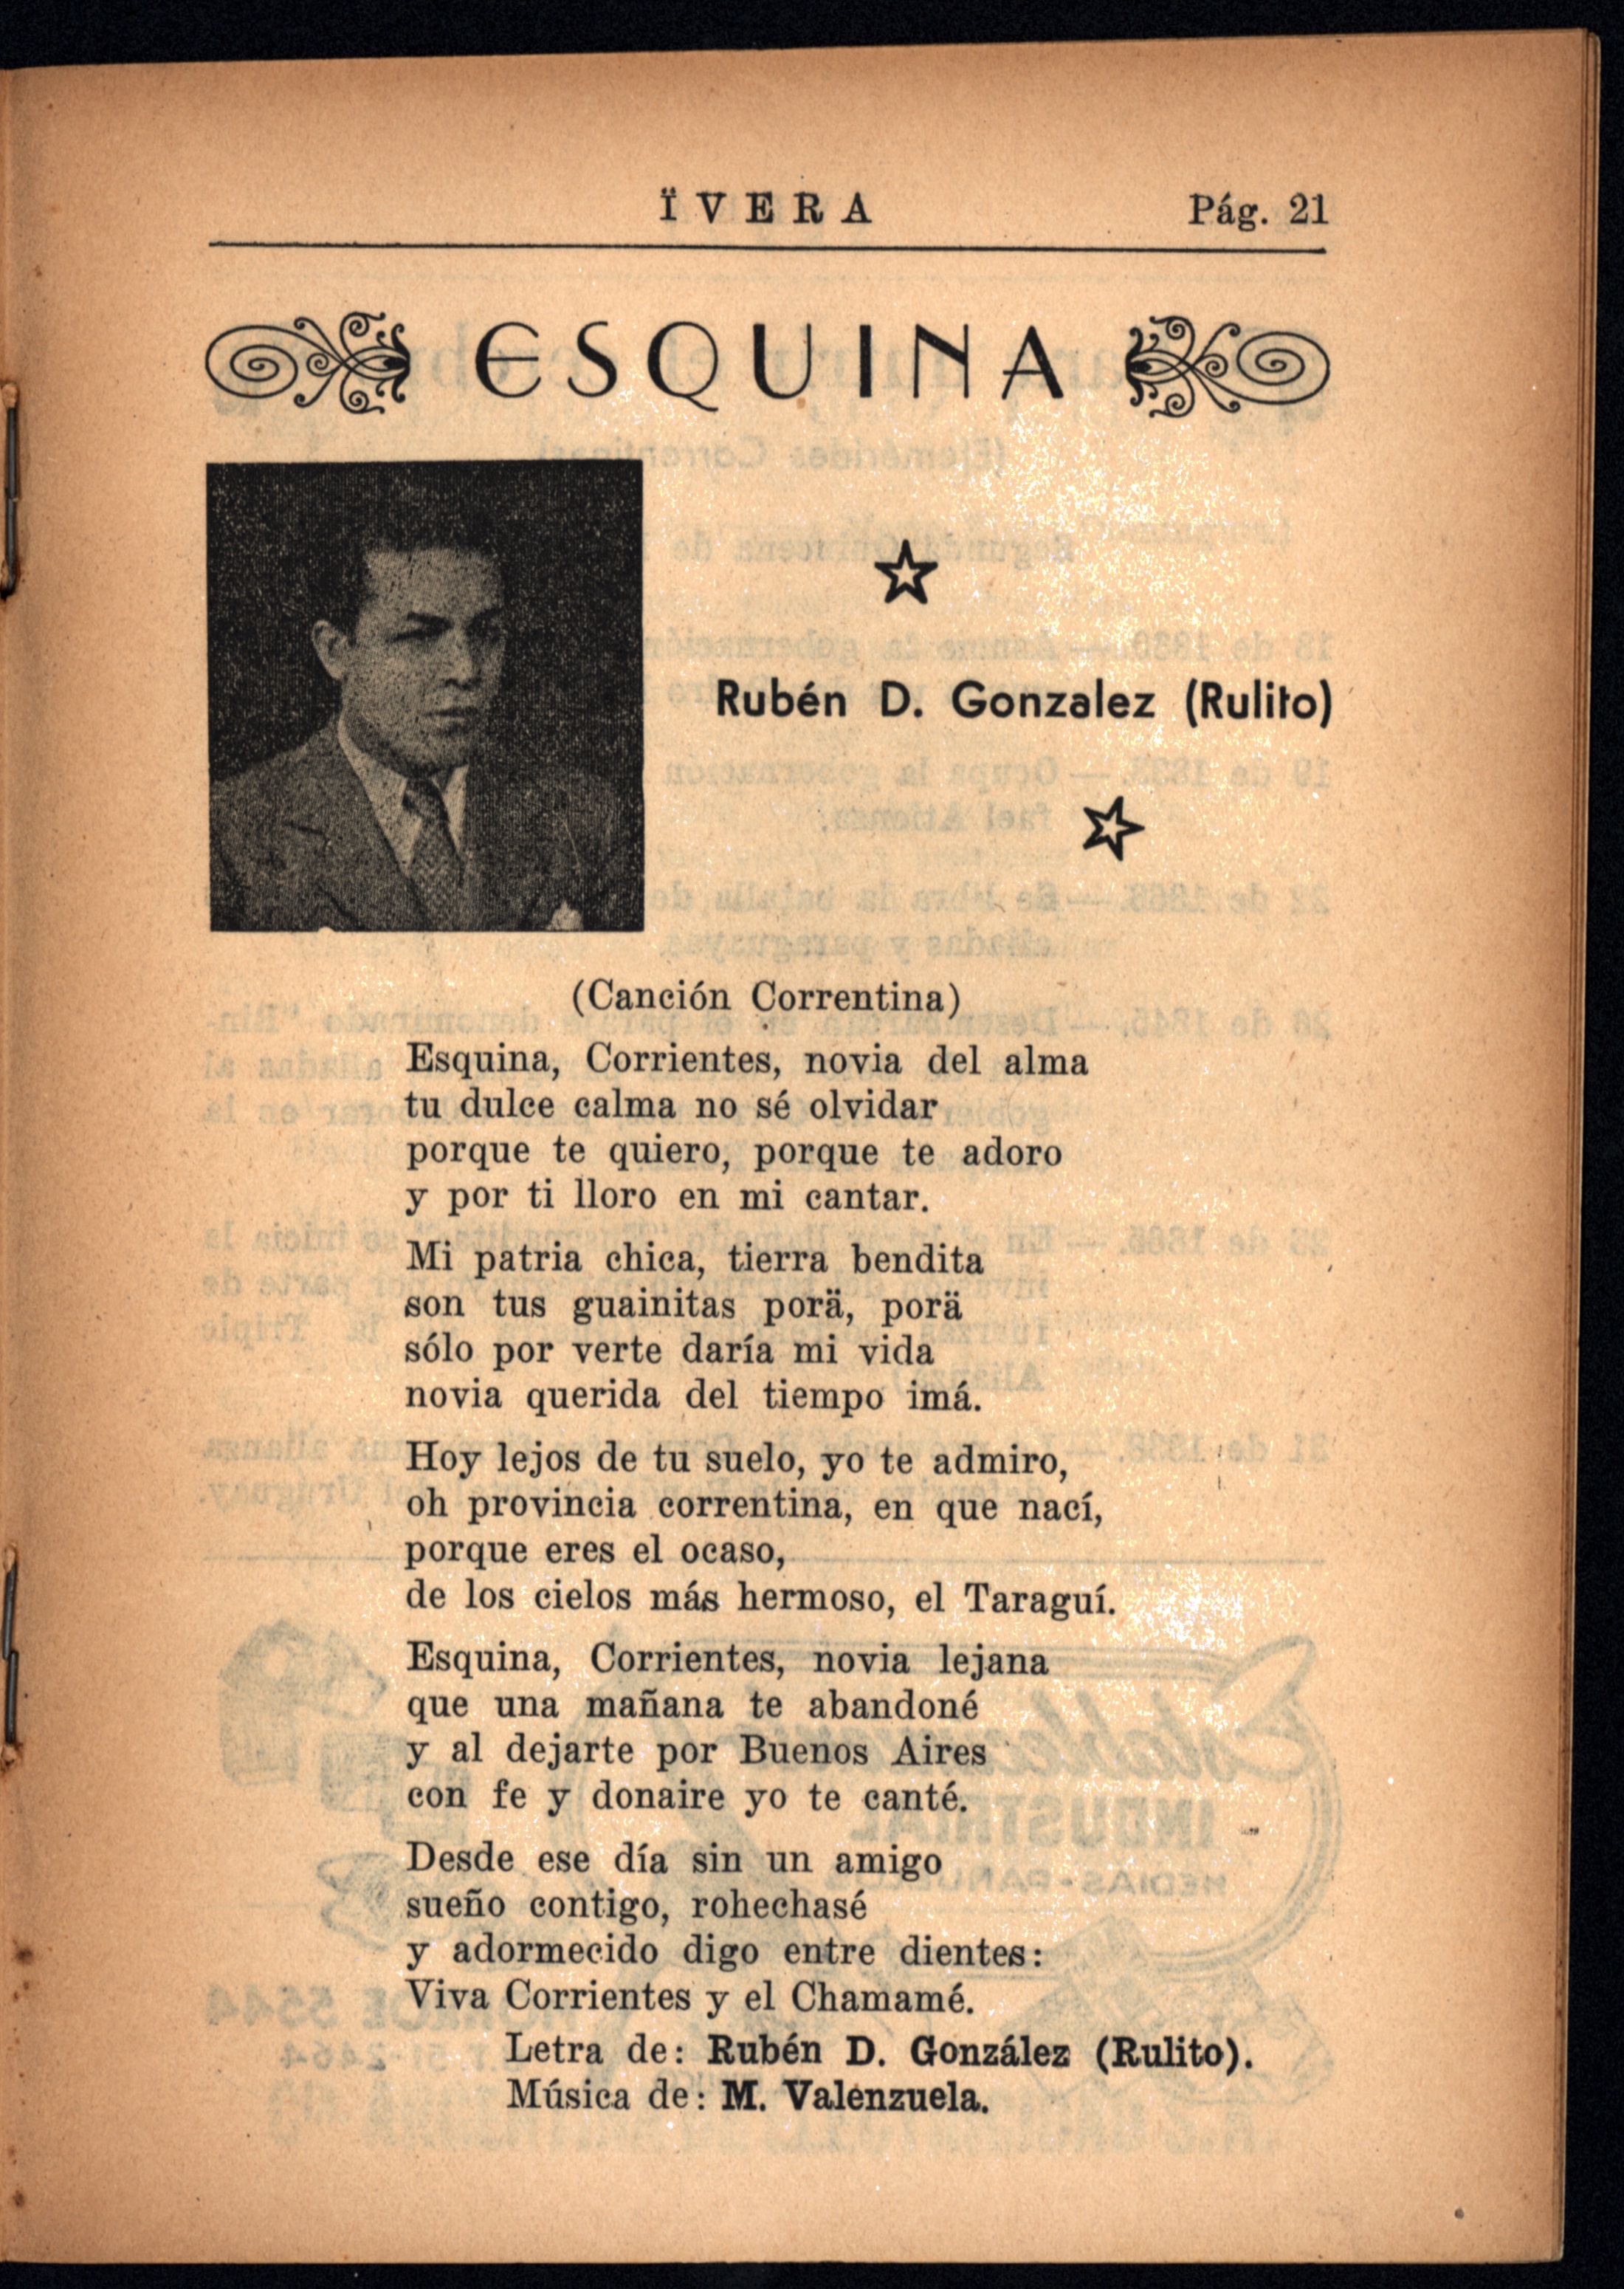 ÏVERA Pág. 21
ESQUINA
Rubén D. Gonzalez (Rulito)
(Canción Correntina)
Esquina, Corrientes, novia del alma
tu dulce calma no sé olvidar
porque te quiero, porque te adoro
y por ti lloro en mi cantar.
Mi patria chica, tierra bendita
son tus guainitas porä, porä
sólo por verte daría mi vida
novia querida del tiempo imá.
Hoy lejos de tu suelo, yo te admiro,
oh provincia correntina, en que nací,
porque eres el ocaso,
de los cielos más hermoso, el Taraguí.
Esquina, Corrientes, novia lejana
que una mañana te abandoné
y al dejarte por Buenos Aires
con fe y donaire yo te canté.
Desde ese día sin un amigo
sueño contigo, rohechasé
y adormecido digo entre dientes:
Viva Corrientes y el Chamamé.
Letra de: Rubén D. González (Rulito).
Música de: M. Valenzuela.